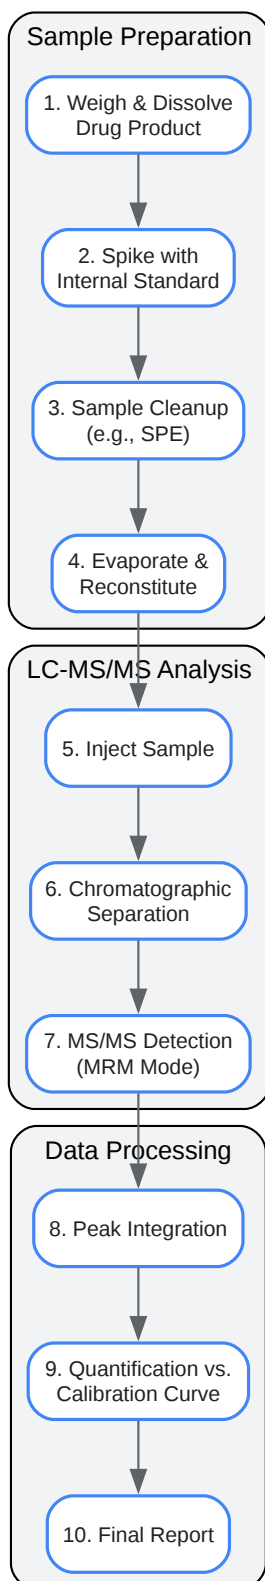 Sample Preparation
1. Weigh & Dissolve
Drug Product
2. Spike with
Internal Standard
3. Sample Cleanup
(e.g., SPE)
4. Evaporate &
Reconstitute
LC-MS/MS Analysis
5. Inject Sample
6. Chromatographic
Separation
7. MS/MS Detection
(MRM Mode)
Data Processing
8. Peak Integration
9. Quantification vs.
Calibration Curve
10. Final Report